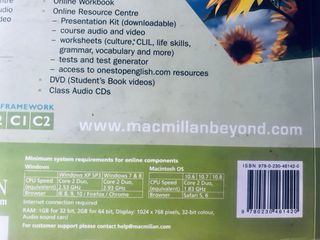 Online Workbook
Online Resource Centre
– Presentation Kit (downloadable)
– course audio and video
– worksheets (culture, CLIL, life skills,
grammar, vocabulary and more)
– tests and test generator
– access to onestopenglish.com resources
DVD (Student's Book videos)
Class Audio CDs
FRAMEWORK
C1 C2
www.macmillanbeyond.com
Minimum system requirements for online components
Windows Windows XP SP3 Windows 7 & 8 Macintosh OS 10.6 10.7 10.8
CPU Speed (equivalent) Core 2 Duo, 2.53 GHz Core 2 Duo, 2.93 GHz CPU Speed (equivalent) Core 2 Duo, 1.83 GHz
Browser Firefox / Chrome Browser Safari 5, 6
Internet connection required
RAM: 1GB for 32 bit, 2GB for 64 bit, Display: 1024 x 768 pixels, 32-bit colour,
Audio sound card
For customer support please contact help.macmillan.com
ISBN 978-0-230-46142-0
9 780230 461420